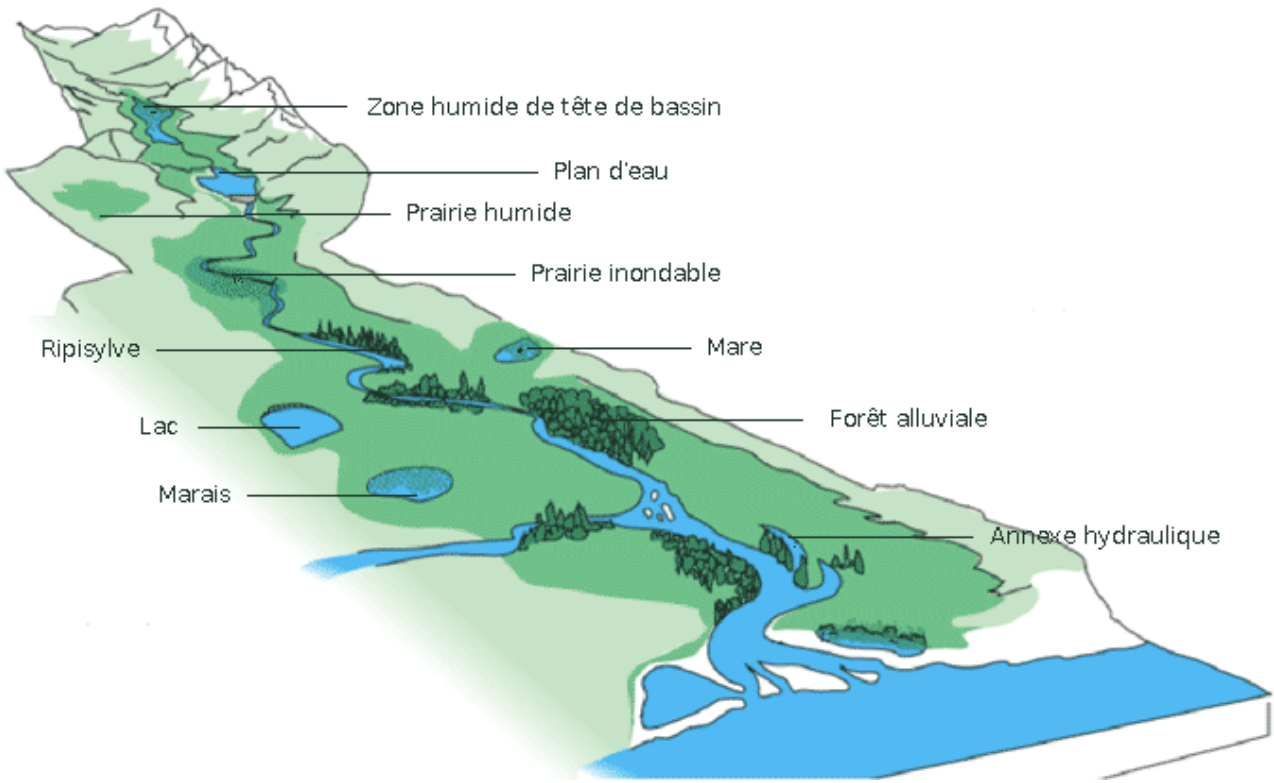 Zone humide de tête de bassin
Plan d'eau
Prairie humide
Prairie inondable
Ripisylve
Mare
Forêt alluviale
Lac
Marais
Annexe hydraulique